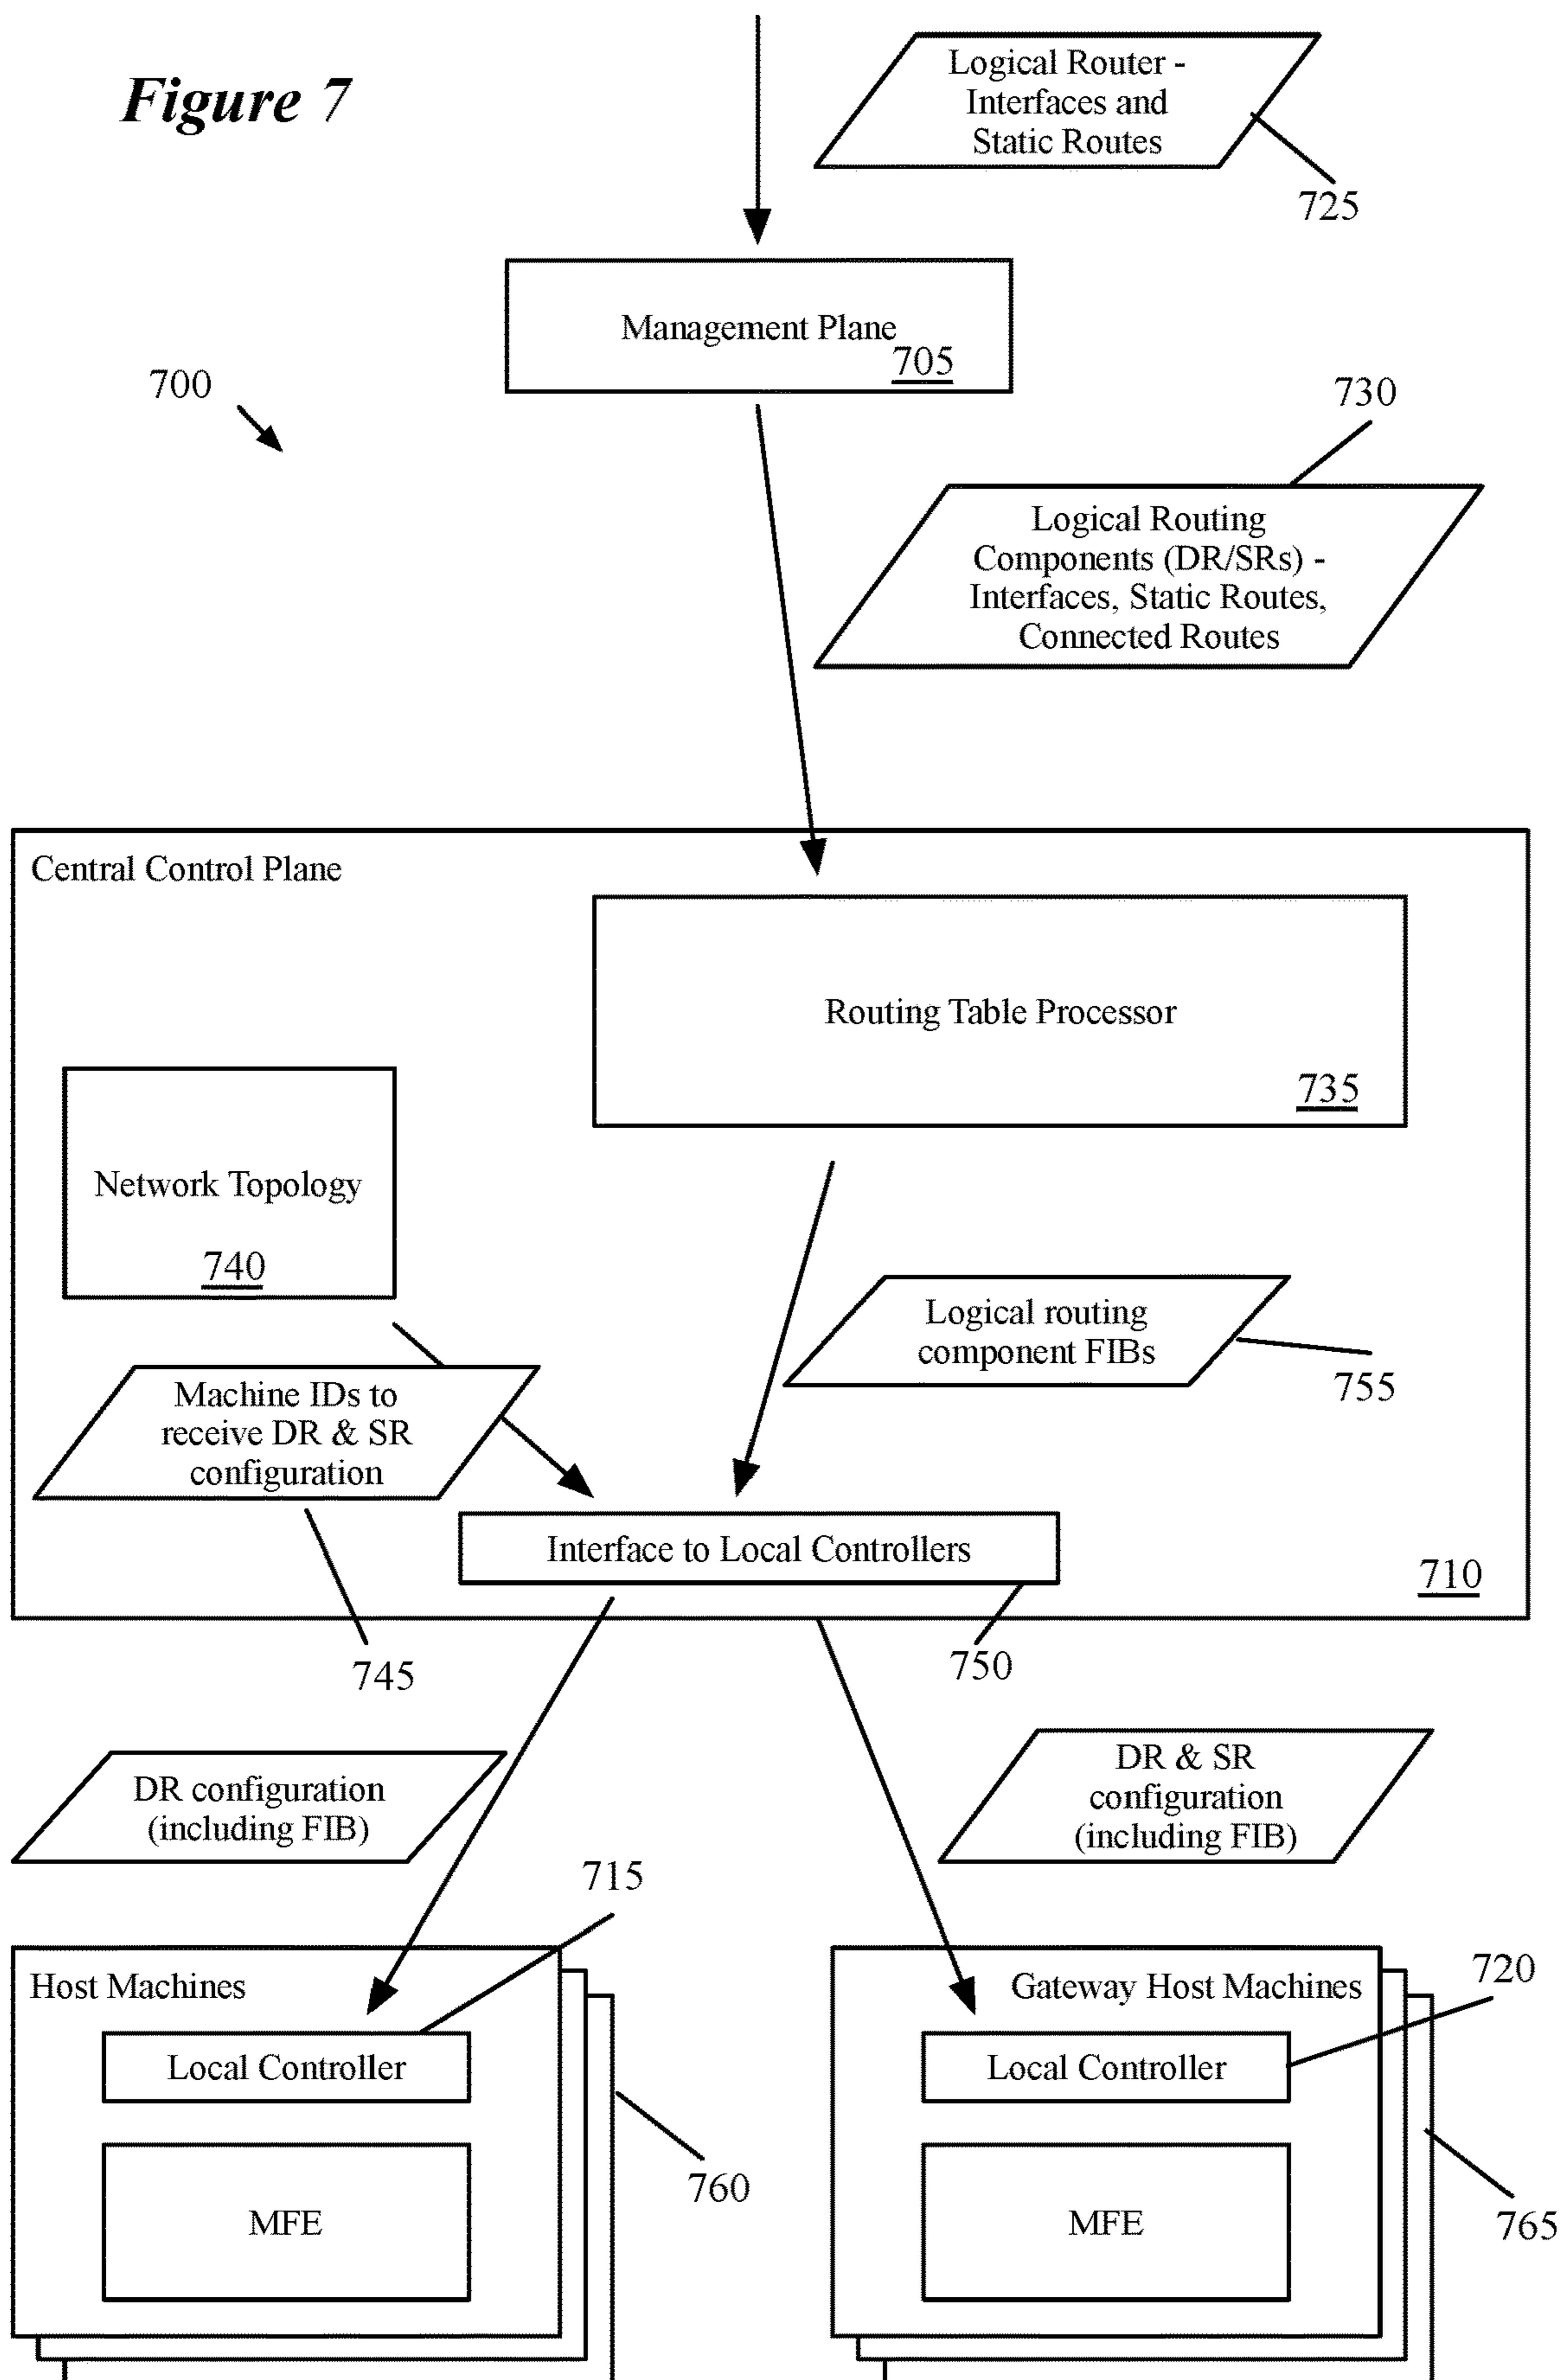 Figure 7
Logical Router -
Interfaces and
Static Routes
725
Management Plane
705
700
730
Logical Routing
Components (DR/SRs) -
Interfaces, Static Routes,
Connected Routes
Central Control Plane
Routing Table Processor
735
Network Topology
740
Logical routing
component FIBs
755
Machine IDs to
receive DR & SR
configuration
Interface to Local Controllers
710
745
750
DR configuration
(including FIB)
DR & SR
configuration
(including FIB)
715
720
Host Machines
Local Controller
MFE
760
Gateway Host Machines
Local Controller
MFE
765